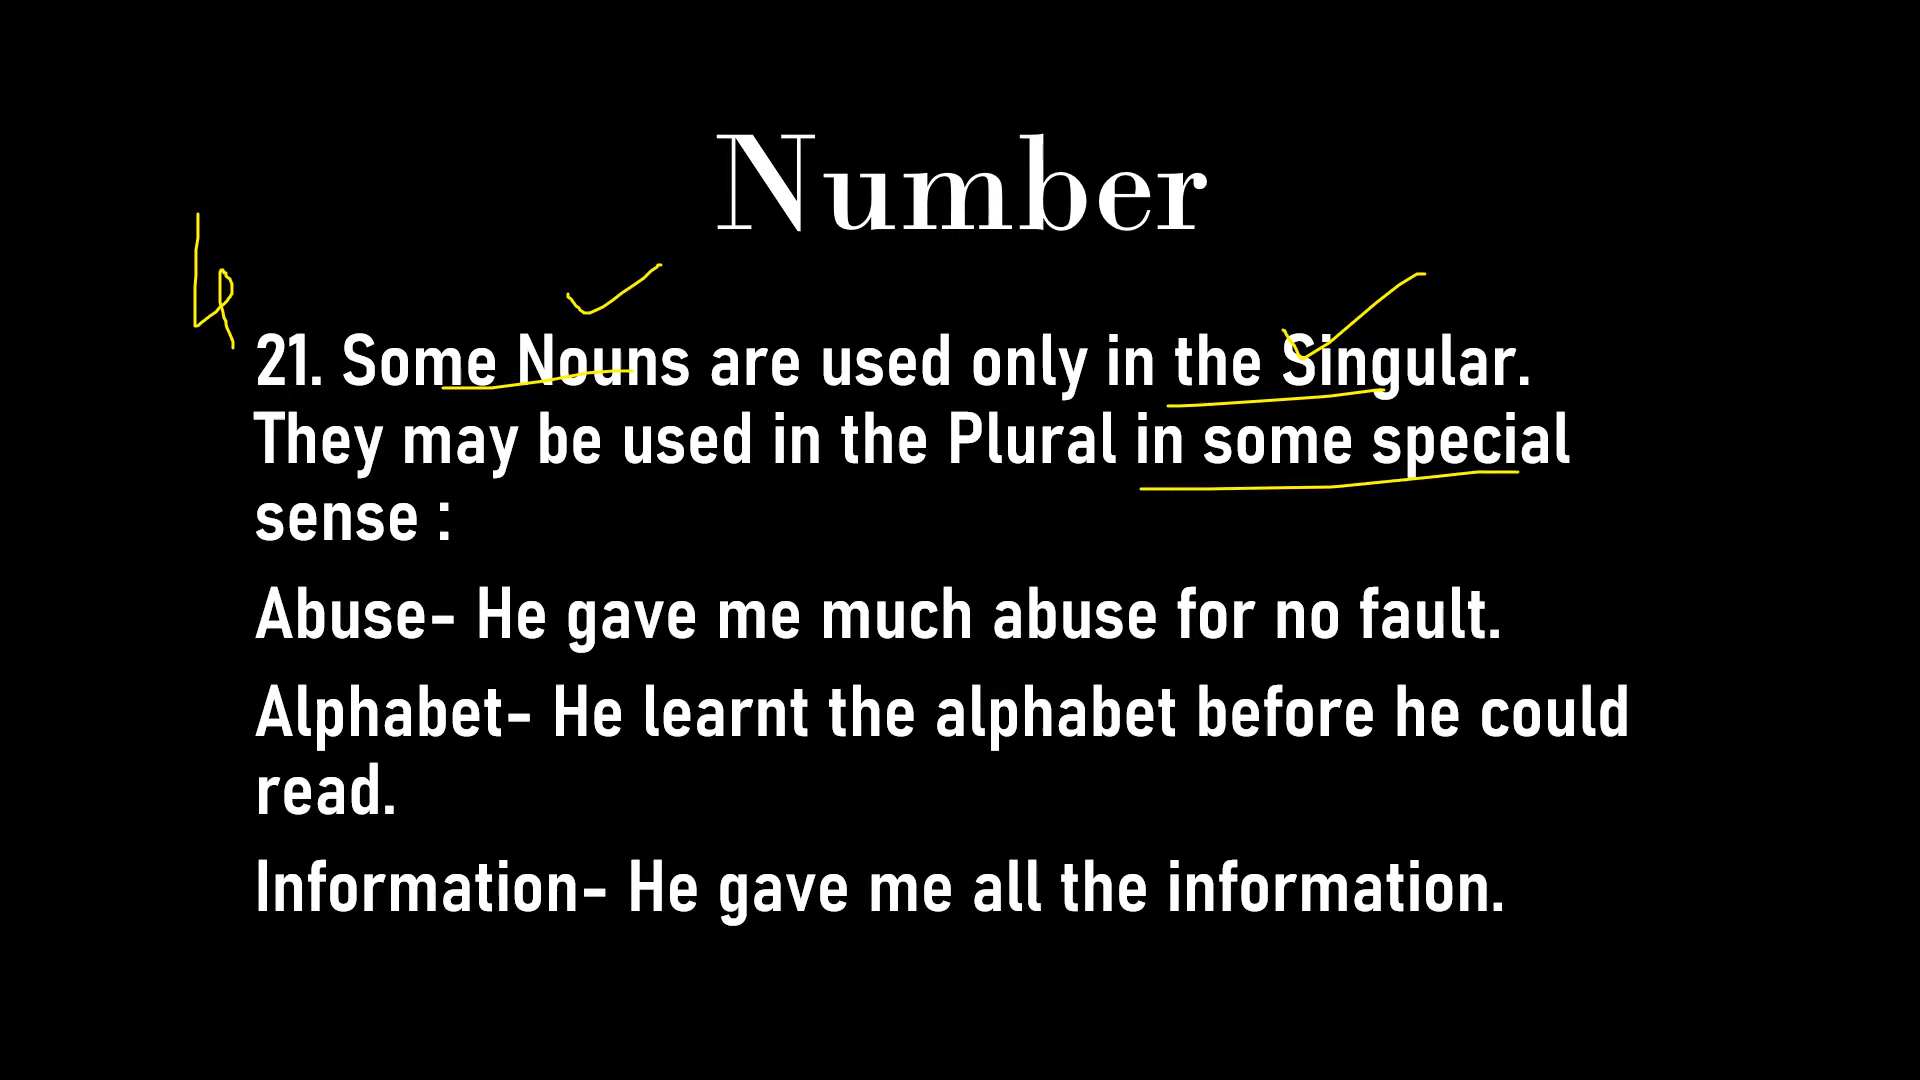 Number
21. Some Nouns are used only in the Singular.
They may be used in the Plural in some special
sense :
Abuse- He gave me much abuse for no fault.
Alphabet- He learnt the alphabet before he could
read.
Information- He gave me all the information.